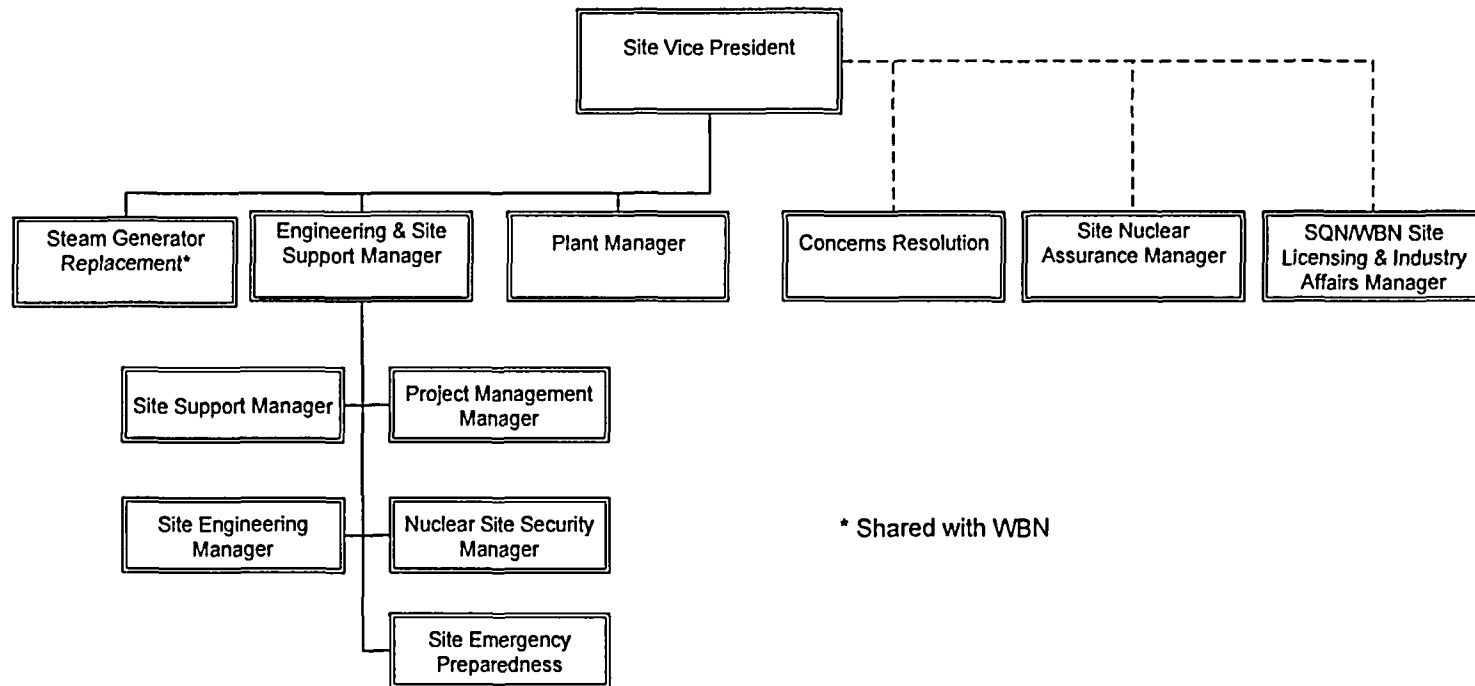 Site Vice President
Steam Generator
Replacement*
Engineering & Site
Support Manager
Plant Manager
Concerns Resolution
Site Nuclear
Assurance Manager
SQN/WBN Site
Licensing & Industry
Affairs Manager
Site Support Manager
Project Management
Manager
Site Engineering
Manager
Nuclear Site Security
Manager
* Shared with WBN
Site Emergency
Preparedness